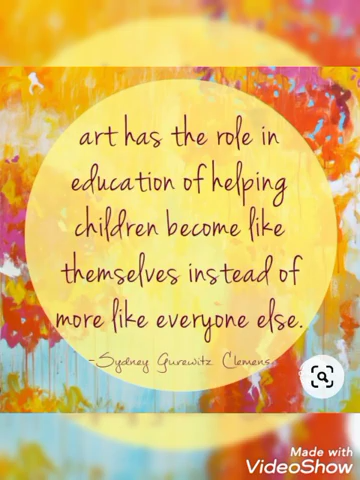 art has the role in
education of helping
children become like
themselves instead of
more like everyone else.
-Sydney Gurewitz Clemens
Made with
VideoShow